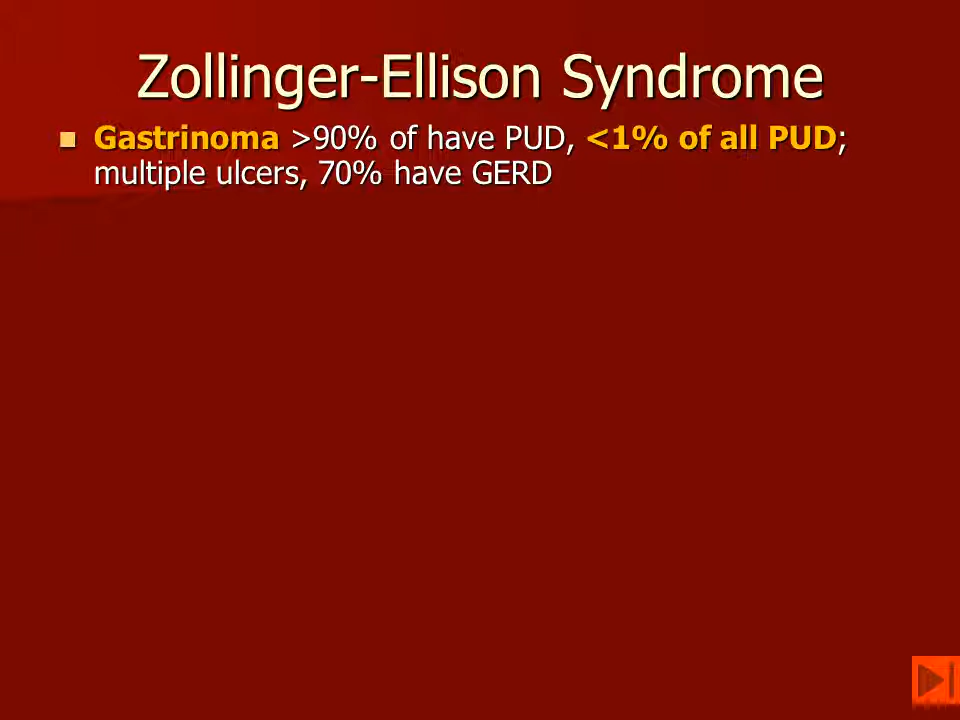 Zollinger-Ellison Syndrome
Gastrinoma >90% of have PUD, <1% of all PUD;
multiple ulcers, 70% have GERD